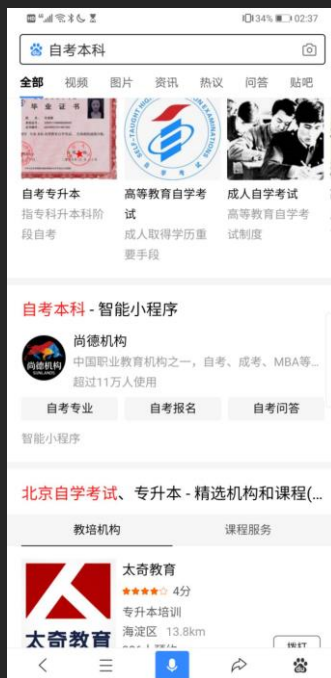 34% 02:37
自考本科
全部 视频 图片 资讯 热议 问答 贴吧
毕业证书
自考专升本
指专科升本科阶
段自考
高等教育自学考
试
成人取得学历重
要手段
成人自学考试
高等教育自学考
试制度
自考本科 - 智能小程序
尚德机构
SUNLANDS
尚德机构
中国职业教育机构之一，自考、成考、MBA等...
超过11万人使用
自考专业 自考报名 自考问答
智能小程序
北京自学考试、专升本 - 精选机构和课程(...
教培机构 课程服务
太奇教育
太奇教育
4分
专升本培训
海淀区 13.8km